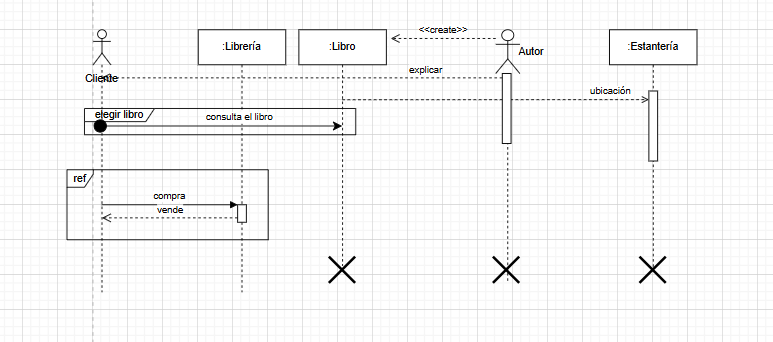 <<create>>
:Librería
:Libro
Autor
:Estantería
explicar
Cliente
ubicación
elegir libro
consulta el libro
ref
compra
vende